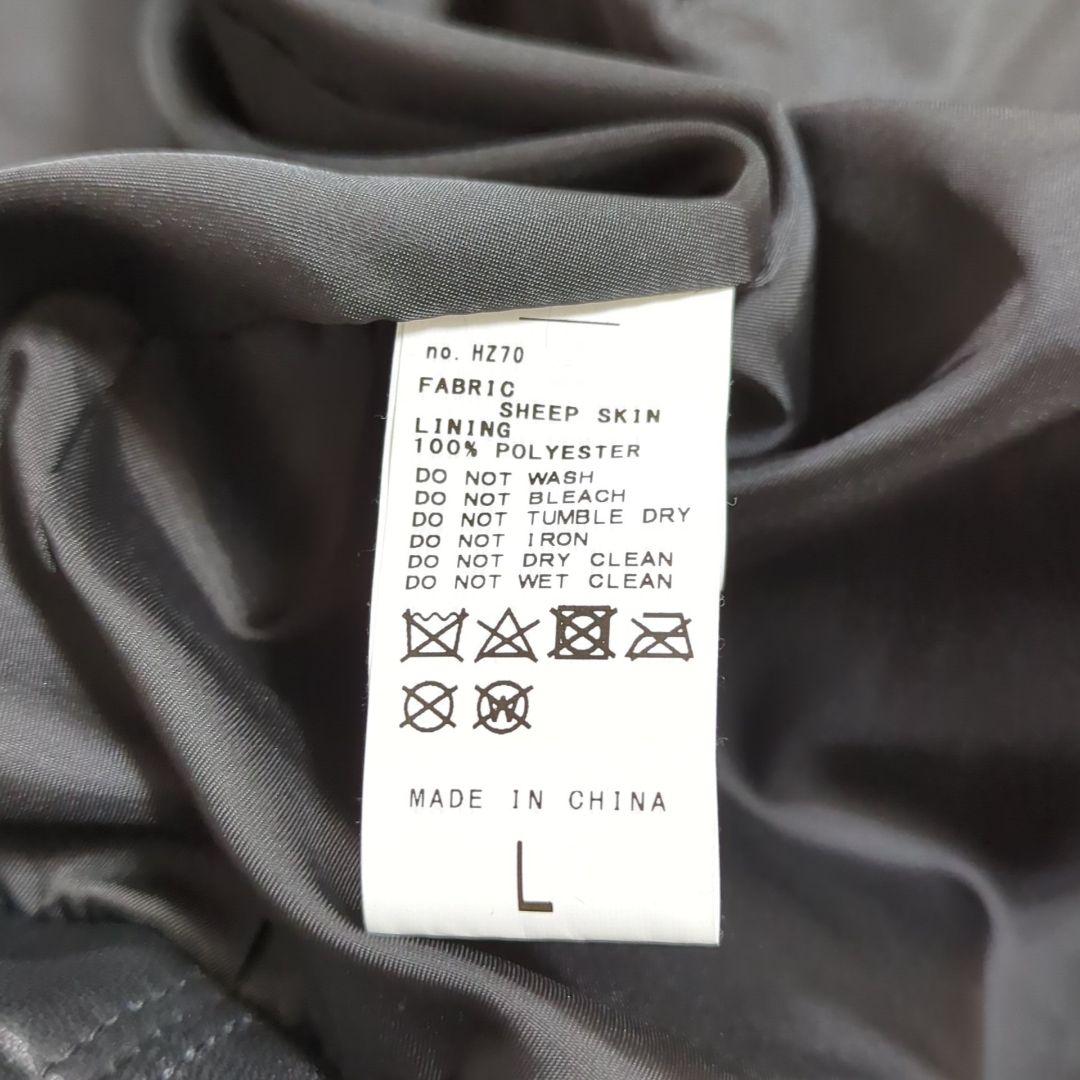 no. HZ70
FABRIC
SHEEP SKIN
LINING
100% POLYESTER
DO NOT WASH
DO NOT BLEACH
DO NOT TUMBLE DRY
DO NOT IRON
DO NOT DRY CLEAN
DO NOT WET CLEAN
W
MADE IN CHINA
L